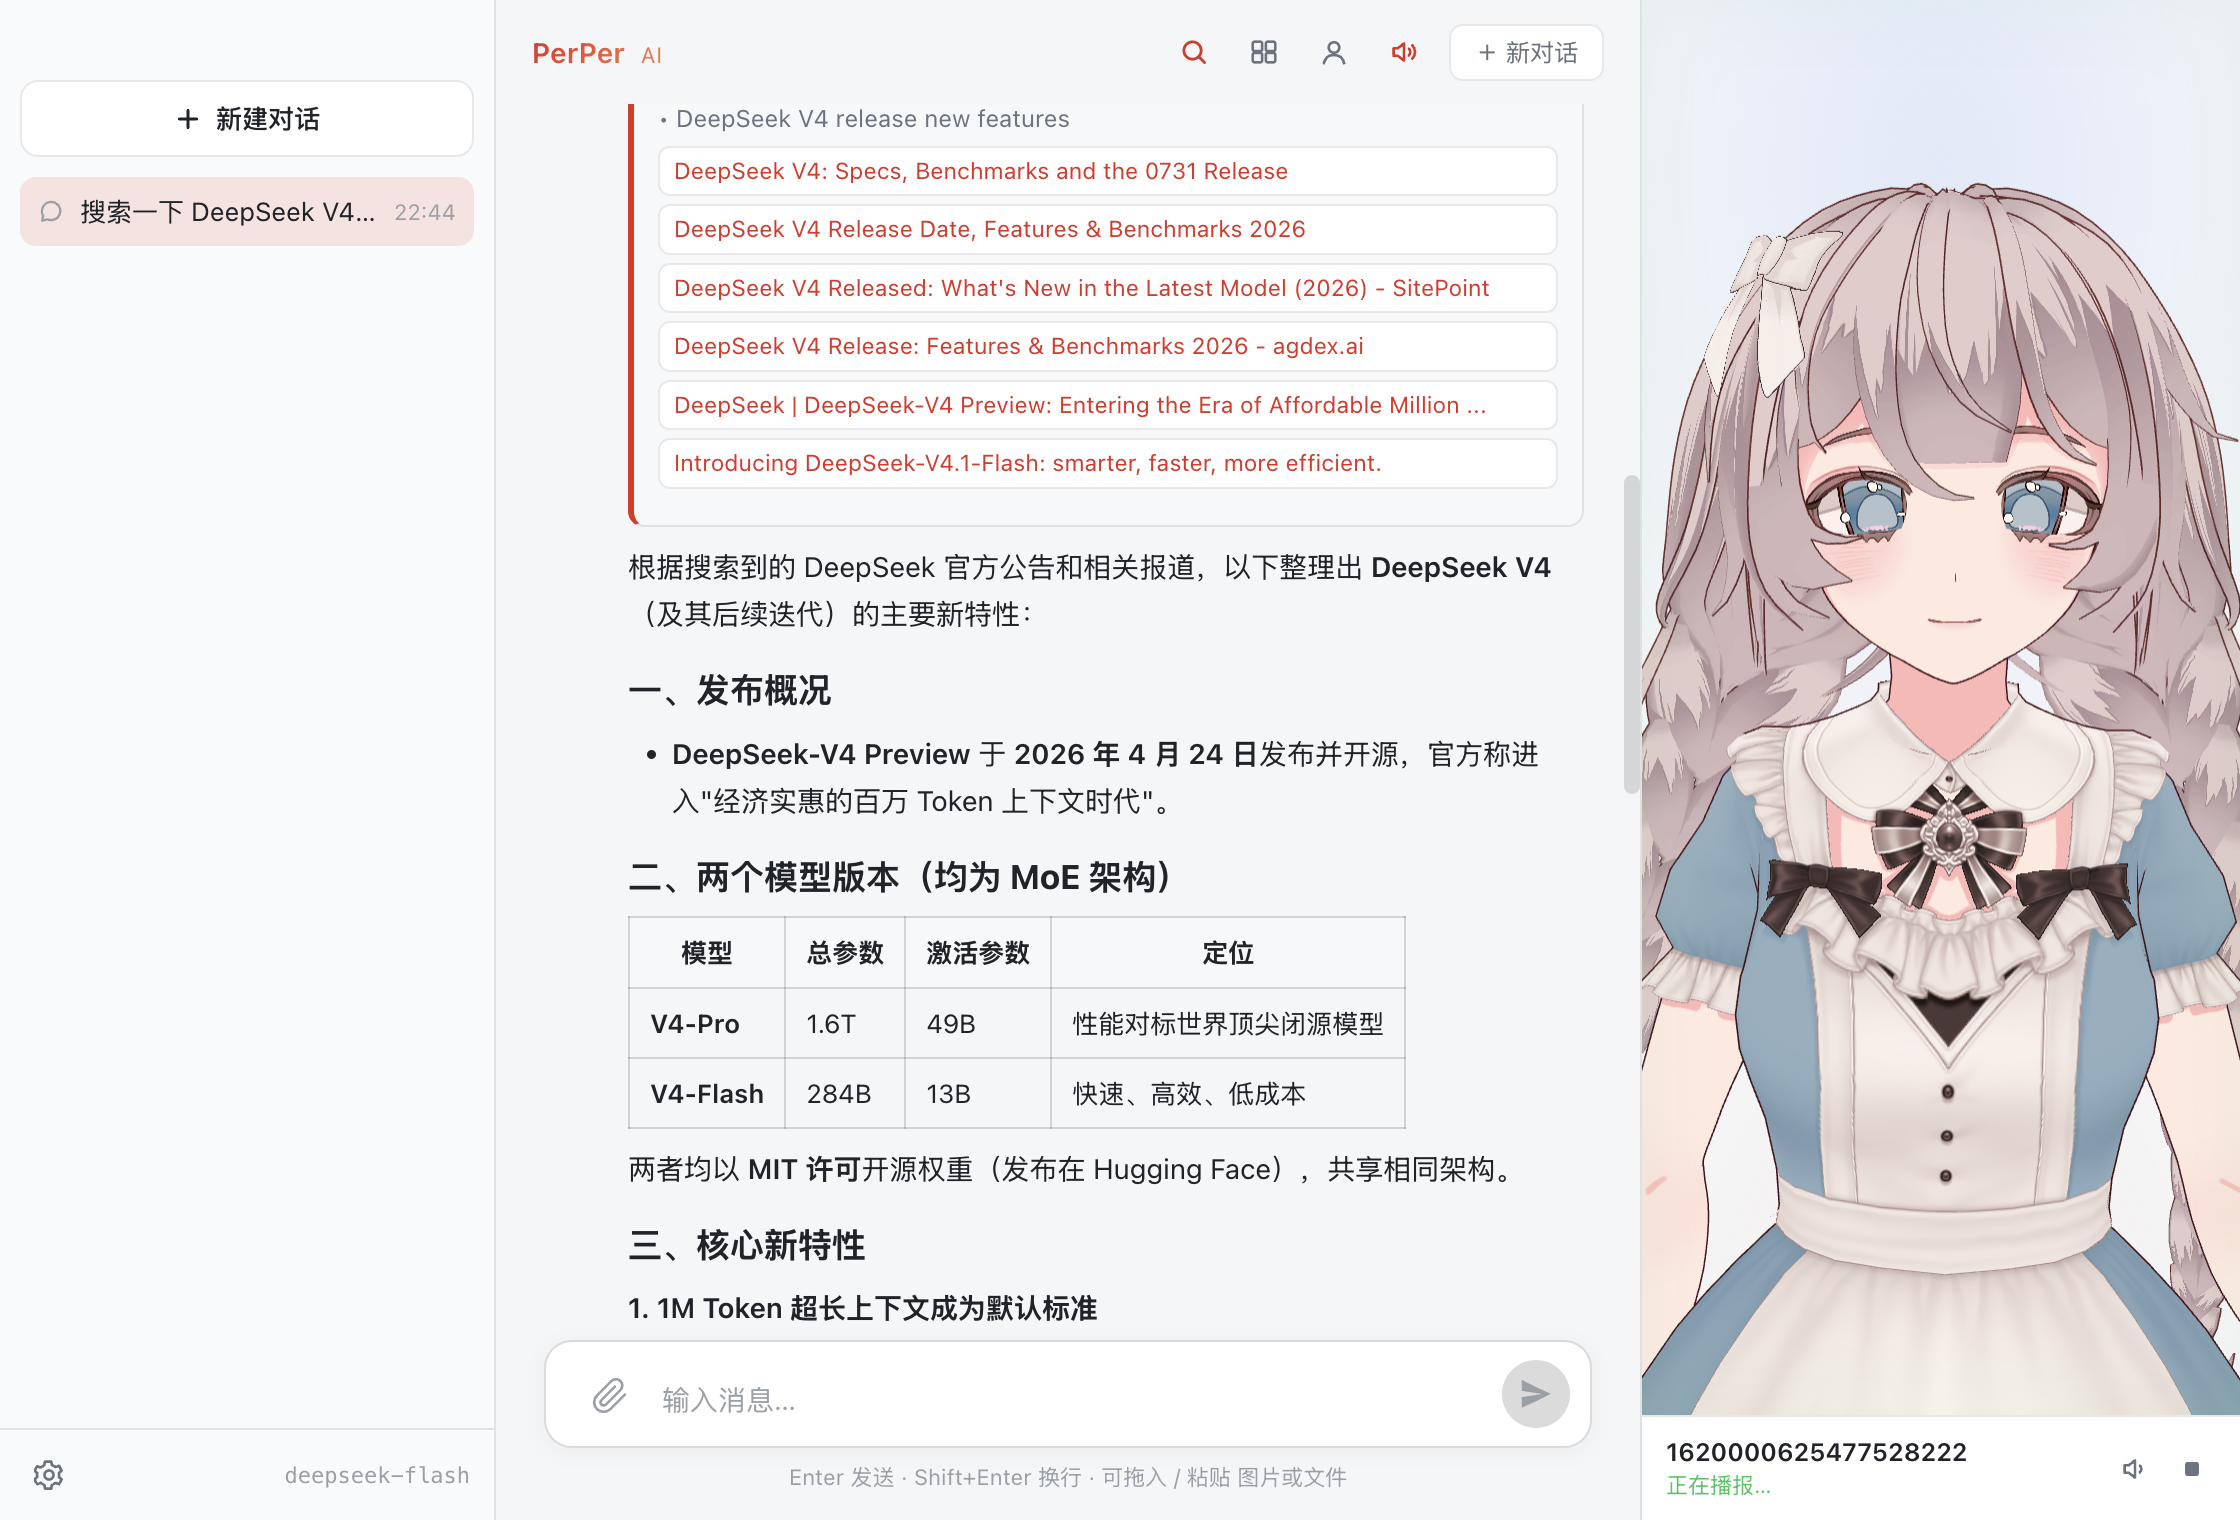 新建对话
搜索一下 DeepSeek V4... 22:44
deepseek-flash
PerPer AI
新对话
• DeepSeek V4 release new features
DeepSeek V4: Specs, Benchmarks and the 0731 Release
DeepSeek V4 Release Date, Features & Benchmarks 2026
DeepSeek V4 Released: What's New in the Latest Model (2026) - SitePoint
DeepSeek V4 Release: Features & Benchmarks 2026 - agdex.ai
DeepSeek | DeepSeek-V4 Preview: Entering the Era of Affordable Million ...
Introducing DeepSeek-V4.1-Flash: smarter, faster, more efficient.
根据搜索到的 DeepSeek 官方公告和相关报道，以下整理出 DeepSeek V4
（及其后续迭代）的主要新特性：
一、发布概况
• DeepSeek-V4 Preview 于 2026 年 4 月 24 日发布并开源，官方称进
入"经济实惠的百万 Token 上下文时代"。
二、两个模型版本（均为 MoE 架构）
模型 总参数 激活参数 定位
V4-Pro 1.6T 49B 性能对标世界顶尖闭源模型
V4-Flash 284B 13B 快速、高效、低成本
两者均以 MIT 许可开源权重（发布在 Hugging Face），共享相同架构。
三、核心新特性
1. 1M Token 超长上下文成为默认标准
输入消息...
Enter 发送 · Shift+Enter 换行 · 可拖入 / 粘贴 图片或文件
1620000625477528222
正在播报...